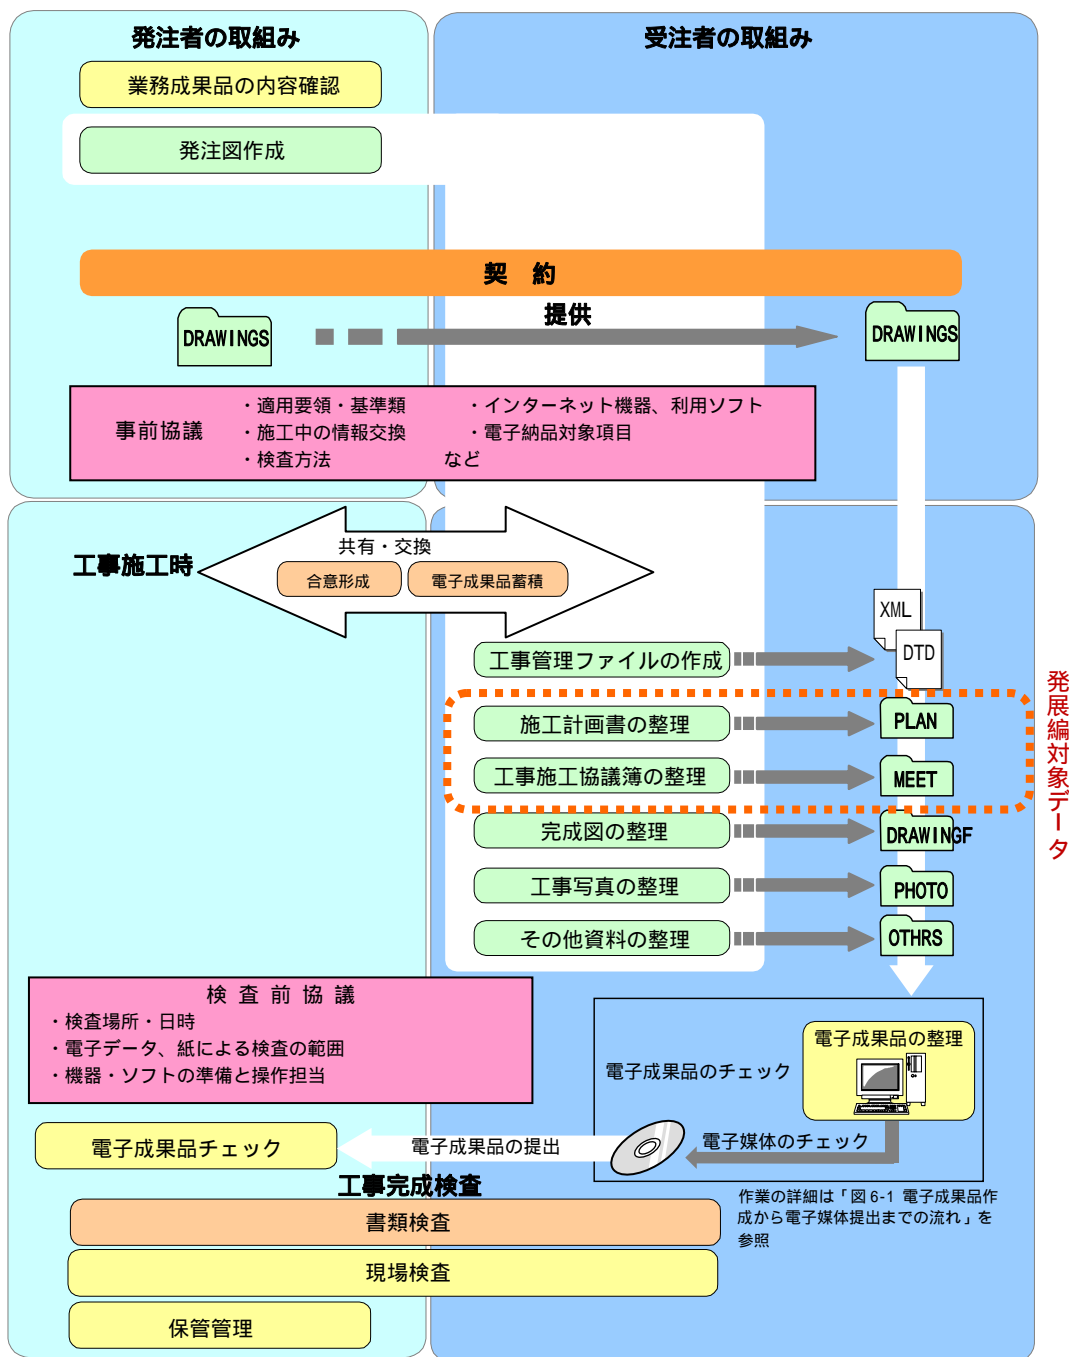 発注者の取組み
受注者の取組み
業務成果品の内容確認
発注図作成
契　約
提供
DRAWINGS
DRAWINGS
事前協議
・適用要領・基準類
・インターネット機器、利用ソフト
・施工中の情報交換
・電子納品対象項目
・検査方法
など
工事施工時
共有・交換
合意形成
電子成果品蓄積
XML
DTD
工事管理ファイルの作成
施工計画書の整理
PLAN
工事施工協議簿の整理
MEET
発展編対象データ
完成図の整理
DRAWINGF
工事写真の整理
PHOTO
その他資料の整理
OTHRS
検 査 前 協 議
・検査場所・日時
・電子データ、紙による検査の範囲
・機器・ソフトの準備と操作担当
電子成果品の整理
電子成果品のチェック
電子媒体のチェック
電子成果品の提出
電子成果品チェック
工事完成検査
作業の詳細は「図 6-1 電子成果品作
成から電子媒体提出までの流れ」を
参照
書類検査
現場検査
保管管理